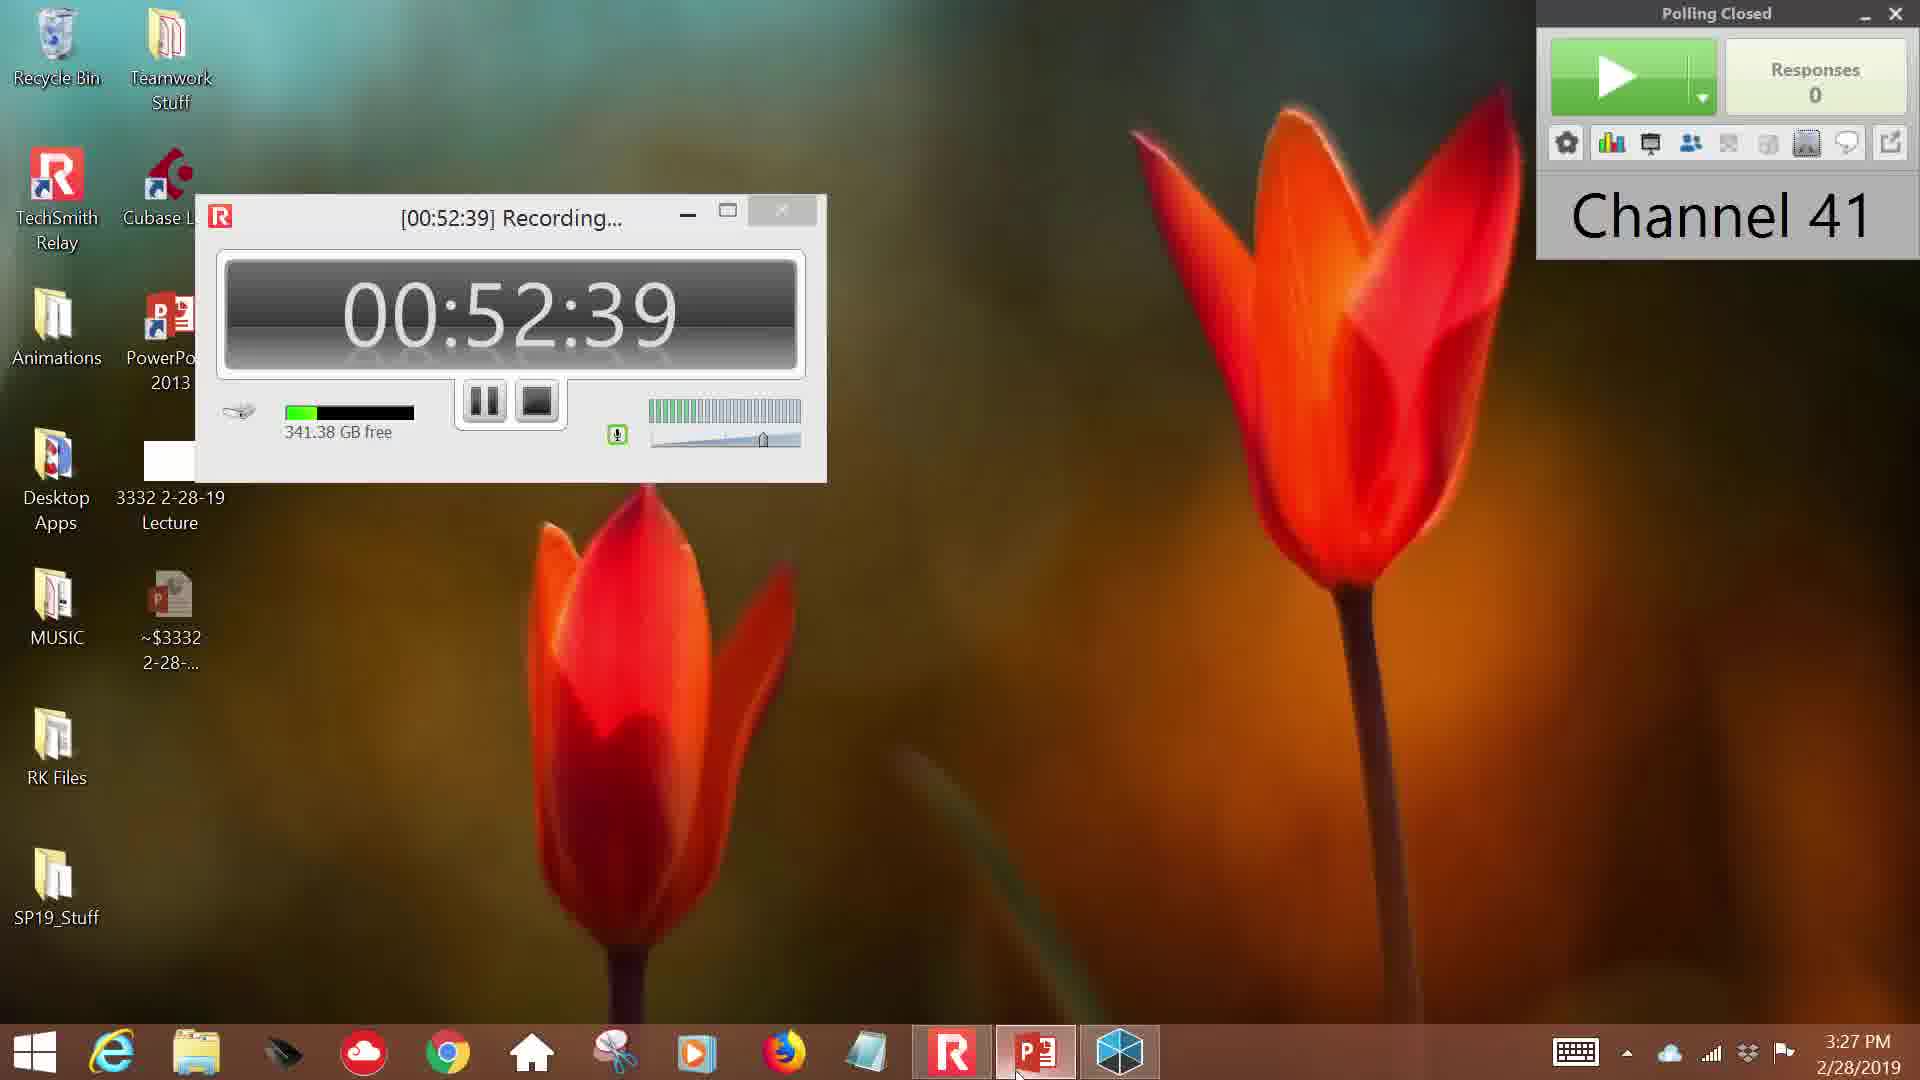 Recycle Bin
Teamwork
Stuff
TechSmith
Relay
Cubase L
Animations
PowerPo
2013
Desktop
Apps
3332 2-28-19
Lecture
MUSIC
~$3332
2-28-...
RK Files
SP19_Stuff
[00:52:39] Recording...
00:52:39
341.38 GB free
Polling Closed
Responses
0
Channel 41
3:27 PM
2/28/2019